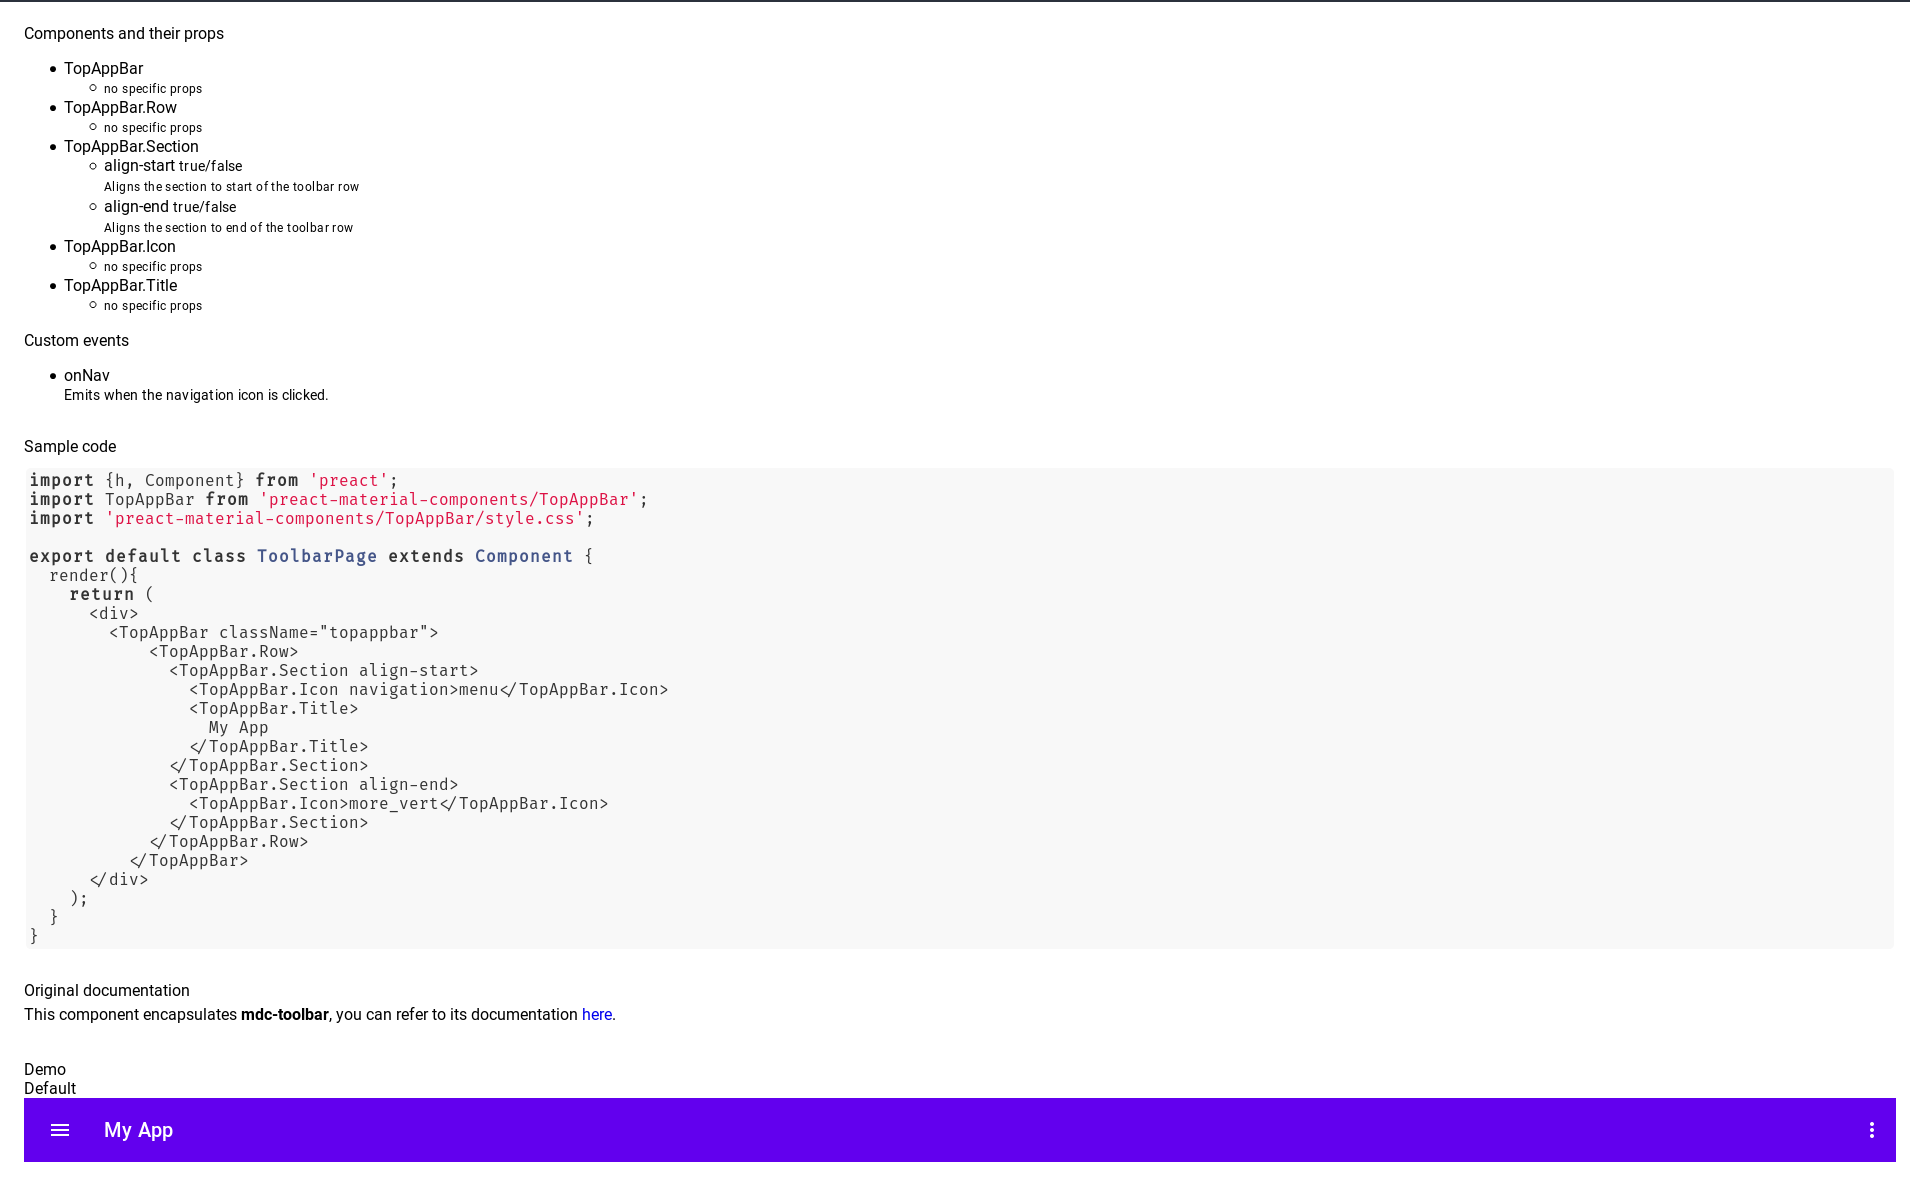 Components and their props
TopAppBar
no specific props
TopAppBar.Row
no specific props
TopAppBar.Section
align-start true/false
Aligns the section to start of the toolbar row
align-end true/false
Aligns the section to end of the toolbar row
TopAppBar.Icon
no specific props
TopAppBar.Title
no specific props
Custom events
onNav
Emits when the navigation icon is clicked.
Sample code
import {h, Component} from 'preact';
import TopAppBar from 'preact-material-components/TopAppBar';
import 'preact-material-components/TopAppBar/style.css';

export default class ToolbarPage extends Component {
  render(){
    return (
      <div>
        <TopAppBar className="topappbar">
            <TopAppBar.Row>
              <TopAppBar.Section align-start>
                <TopAppBar.Icon navigation>menu</TopAppBar.Icon>
                <TopAppBar.Title>
                  My App
                </TopAppBar.Title>
              </TopAppBar.Section>
              <TopAppBar.Section align-end>
                <TopAppBar.Icon>more_vert</TopAppBar.Icon>
              </TopAppBar.Section>
            </TopAppBar.Row>
          </TopAppBar>
      </div>
    );
  }
}
Original documentation
This component encapsulates mdc-toolbar, you can refer to its documentation here.
Demo
Default
My App